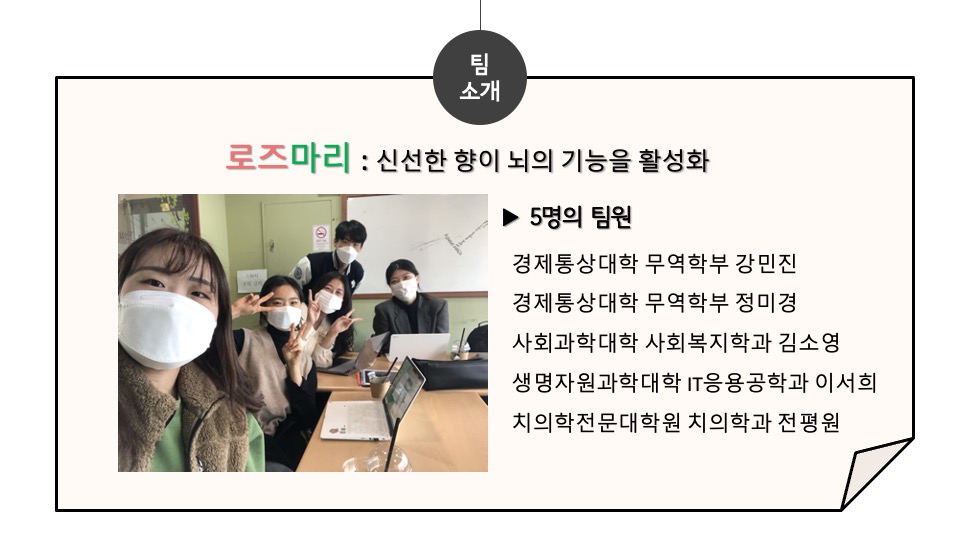 팀
소개
로즈마리 : 신선한 향이 뇌의 기능을 활성화
▶ 5명의 팀원
경제통상대학 무역학부 강민진
경제통상대학 무역학부 정미경
사회과학대학 사회복지학과 김소영
생명자원과학대학 IT응용공학과 이서희
치의학전문대학원 치의학과 전평원